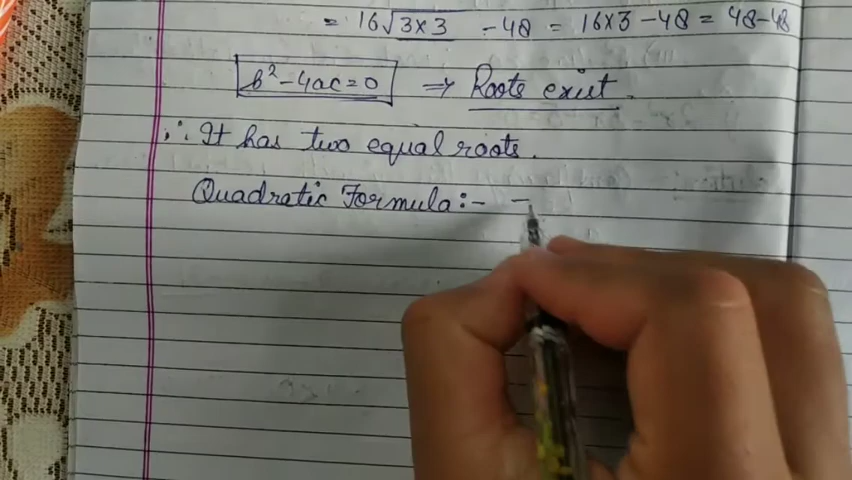 = 16√3×3 - 48 = 16×3 - 48 = 48-48
b² - 4ac = 0 ⇒ Roots exist.
∴ It has two equal roots.
Quadratic Formula:- -